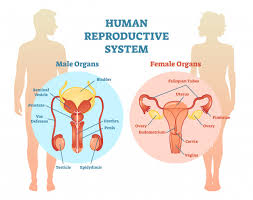 HUMAN
REPRODUCTIVE
SYSTEM
Male Organs
Female Organs
Bladder
Seminal
Vesicle
Prostate
Vas
Deferens
Urethra
Penis
Testicle
Epididymis
Fallopian Tubes
Uterus
Ovary
Fimbriae
Ovary
Endometrium
Cervix
Vagina